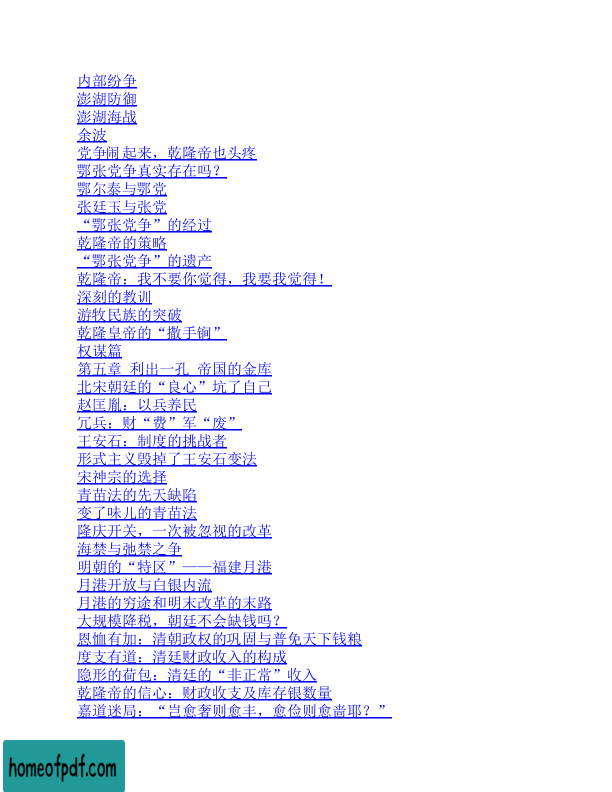 内部纷争
澎湖防御
澎湖海战
余波
党争闹起来，乾隆帝也头疼
鄂张党争真实存在吗？
鄂尔泰与鄂党
张廷玉与张党
“鄂张党争”的经过
乾隆帝的策略
“鄂张党争”的遗产
乾隆帝：我不要你觉得，我要我觉得！
深刻的教训
游牧民族的突破
乾隆皇帝的“撒手锏”
权谋篇
第五章 利出一孔 帝国的金库
北宋朝廷的“良心”坑了自己
赵匡胤：以兵养民
冗兵：财“费”军“废”
王安石：制度的挑战者
形式主义毁掉了王安石变法
宋神宗的选择
青苗法的先天缺陷
变了味儿的青苗法
隆庆开关，一次被忽视的改革
海禁与弛禁之争
明朝的“特区”——福建月港
月港开放与白银内流
月港的穷途和明末改革的末路
大规模降税，朝廷不会缺钱吗？
恩恤有加：清朝政权的巩固与普免天下钱粮
度支有道：清廷财政收入的构成
隐形的荷包：清廷的“非正常”收入
乾隆帝的信心：财政收支及库存银数量
嘉道迷局：“岂愈奢则愈丰，愈俭则愈啬耶？”
homeofpdf.com